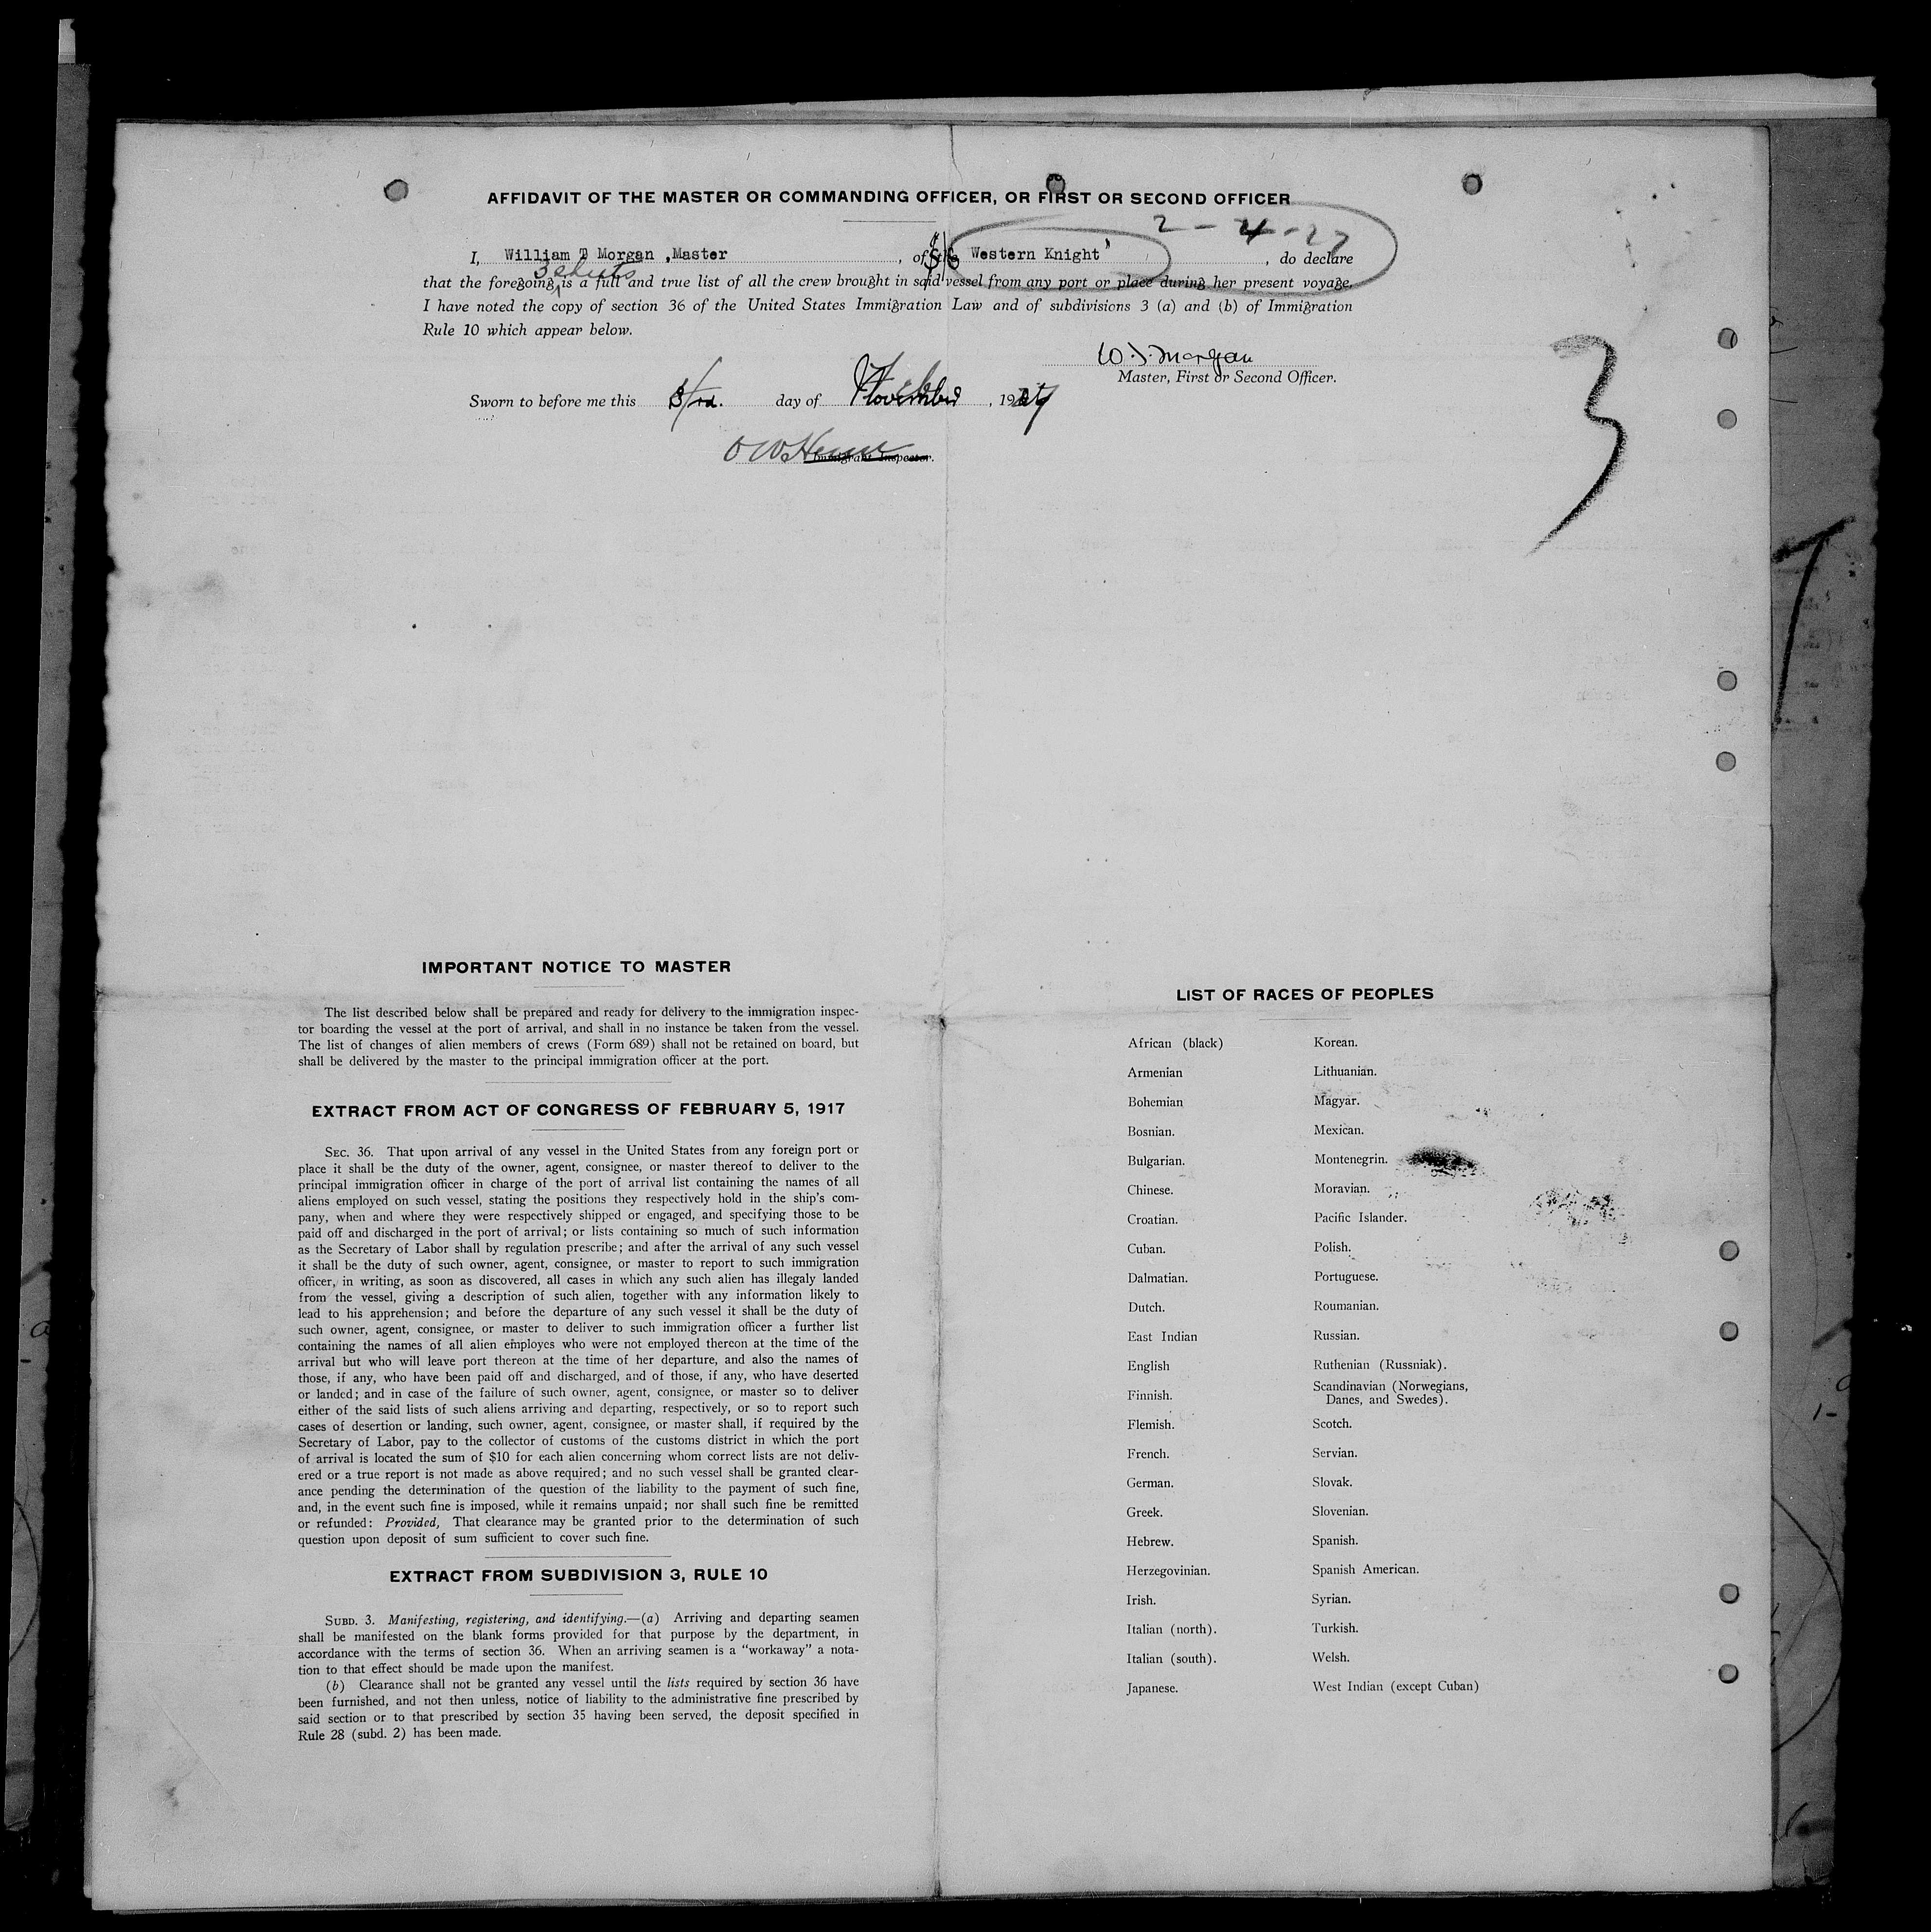 AFFIDAVIT OF THE MASTER OR COMMANDING OFFICER, OR FIRST OR SECOND OFFICER
2-4-27
I, William T Morgan ,Master , of the S/S "Western Knight" , do declare
3 sheets
that the foregoing is a full and true list of all the crew brought in said vessel from any port or place during her present voyage.
I have noted the copy of section 36 of the United States Immigration Law and of subdivisions 3 (a) and (b) of Immigration
Rule 10 which appear below.
W. T. Morgan
Master, First or Second Officer.
3
Sworn to before me this day of , 1927
Immigrant Inspector.
IMPORTANT NOTICE TO MASTER
The list described below shall be prepared and ready for delivery to the immigration inspec-
tor boarding the vessel at the port of arrival, and shall in no instance be taken from the vessel.
The list of changes of alien members of crews (Form 689) shall not be retained on board, but
shall be delivered by the master to the principal immigration officer at the port.
EXTRACT FROM ACT OF CONGRESS OF FEBRUARY 5, 1917
SEC. 36. That upon arrival of any vessel in the United States from any foreign port or
place it shall be the duty of the owner, agent, consignee, or master thereof to deliver to the
principal immigration officer in charge of the port of arrival list containing the names of all
aliens employed on such vessel, stating the positions they respectively hold in the ship's com-
pany, when and where they were respectively shipped or engaged, and specifying those to be
paid off and discharged in the port of arrival; or lists containing so much of such information
as the Secretary of Labor shall by regulation prescribe; and after the arrival of any such vessel
it shall be the duty of such owner, agent, consignee, or master to report to such immigration
officer, in writing, as soon as discovered, all cases in which any such alien has illegaly landed
from the vessel, giving a description of such alien, together with any information likely to
lead to his apprehension; and before the departure of any such vessel it shall be the duty of
such owner, agent, consignee, or master to deliver to such immigration officer a further list
containing the names of all alien employes who were not employed thereon at the time of the
arrival but who will leave port thereon at the time of her departure, and also the names of
those, if any, who have been paid off and discharged, and of those, if any, who have deserted
or landed; and in case of the failure of such owner, agent, consignee, or master so to deliver
either of the said lists of such aliens arriving and departing, respectively, or so to report such
cases of desertion or landing, such owner, agent, consignee, or master shall, if required by the
Secretary of Labor, pay to the collector of customs of the customs district in which the port
of arrival is located the sum of $10 for each alien concerning whom correct lists are not deliv-
ered or a true report is not made as above required; and no such vessel shall be granted clear-
ance pending the determination of the question of the liability to the payment of such fine,
and, in the event such fine is imposed, while it remains unpaid; nor shall such fine be remitted
or refunded: Provided, That clearance may be granted prior to the determination of such
question upon deposit of sum sufficient to cover such fine.
EXTRACT FROM SUBDIVISION 3, RULE 10
SUBD. 3. Manifesting, registering, and identifying.—(a) Arriving and departing seamen
shall be manifested on the blank forms provided for that purpose by the department, in
accordance with the terms of section 36. When an arriving seamen is a "workaway" a nota-
tion to that effect should be made upon the manifest.
(b) Clearance shall not be granted any vessel until the lists required by section 36 have
been furnished, and not then unless, notice of liability to the administrative fine prescribed by
said section or to that prescribed by section 35 having been served, the deposit specified in
Rule 28 (subd. 2) has been made.
LIST OF RACES OF PEOPLES
African (black)
Armenian
Bohemian
Bosnian.
Bulgarian.
Chinese.
Croatian.
Cuban.
Dalmatian.
Dutch.
East Indian
English
Finnish.
Flemish.
French.
German.
Greek.
Hebrew.
Herzegovinian.
Irish.
Italian (north).
Italian (south).
Japanese.
Korean.
Lithuanian.
Magyar.
Mexican.
Montenegrin.
Moravian.
Pacific Islander.
Polish.
Portuguese.
Roumanian.
Russian.
Ruthenian (Russniak).
Scandinavian (Norwegians,
Danes, and Swedes).
Scotch.
Servian.
Slovak.
Slovenian.
Spanish.
Spanish American.
Syrian.
Turkish.
Welsh.
West Indian (except Cuban)